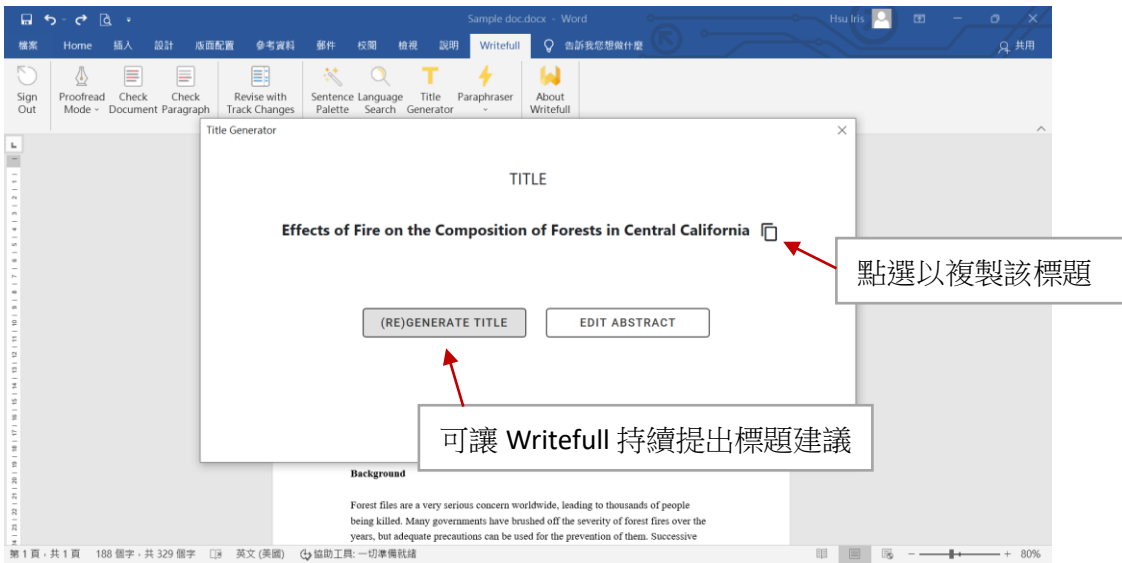 Sample doc.docx - Word
Hsu Iris
檔案 Home 插入 設計 版面配置 參考資料 郵件 校閱 檢視 說明 Writefull 告訴我您想做什麼 共用
Sign Out
Proofread Mode
Check Document
Check Paragraph
Revise with Track Changes
Sentence Palette
Language Search
Title Generator
Paraphraser
About Writefull
Title Generator
TITLE
Effects of Fire on the Composition of Forests in Central California
點選以複製該標題
(RE)GENERATE TITLE
EDIT ABSTRACT
可讓 Writefull 持續提出標題建議
Background
Forest files are a very serious concern worldwide, leading to thousands of people
being killed. Many governments have brushed off the severity of forest fires over the
years, but adequate precautions can be used for the prevention of them. Successive
第 1 頁，共 1 頁 188 個字，共 329 個字 英文 (美國) 協助工具: 一切準備就緒 80%